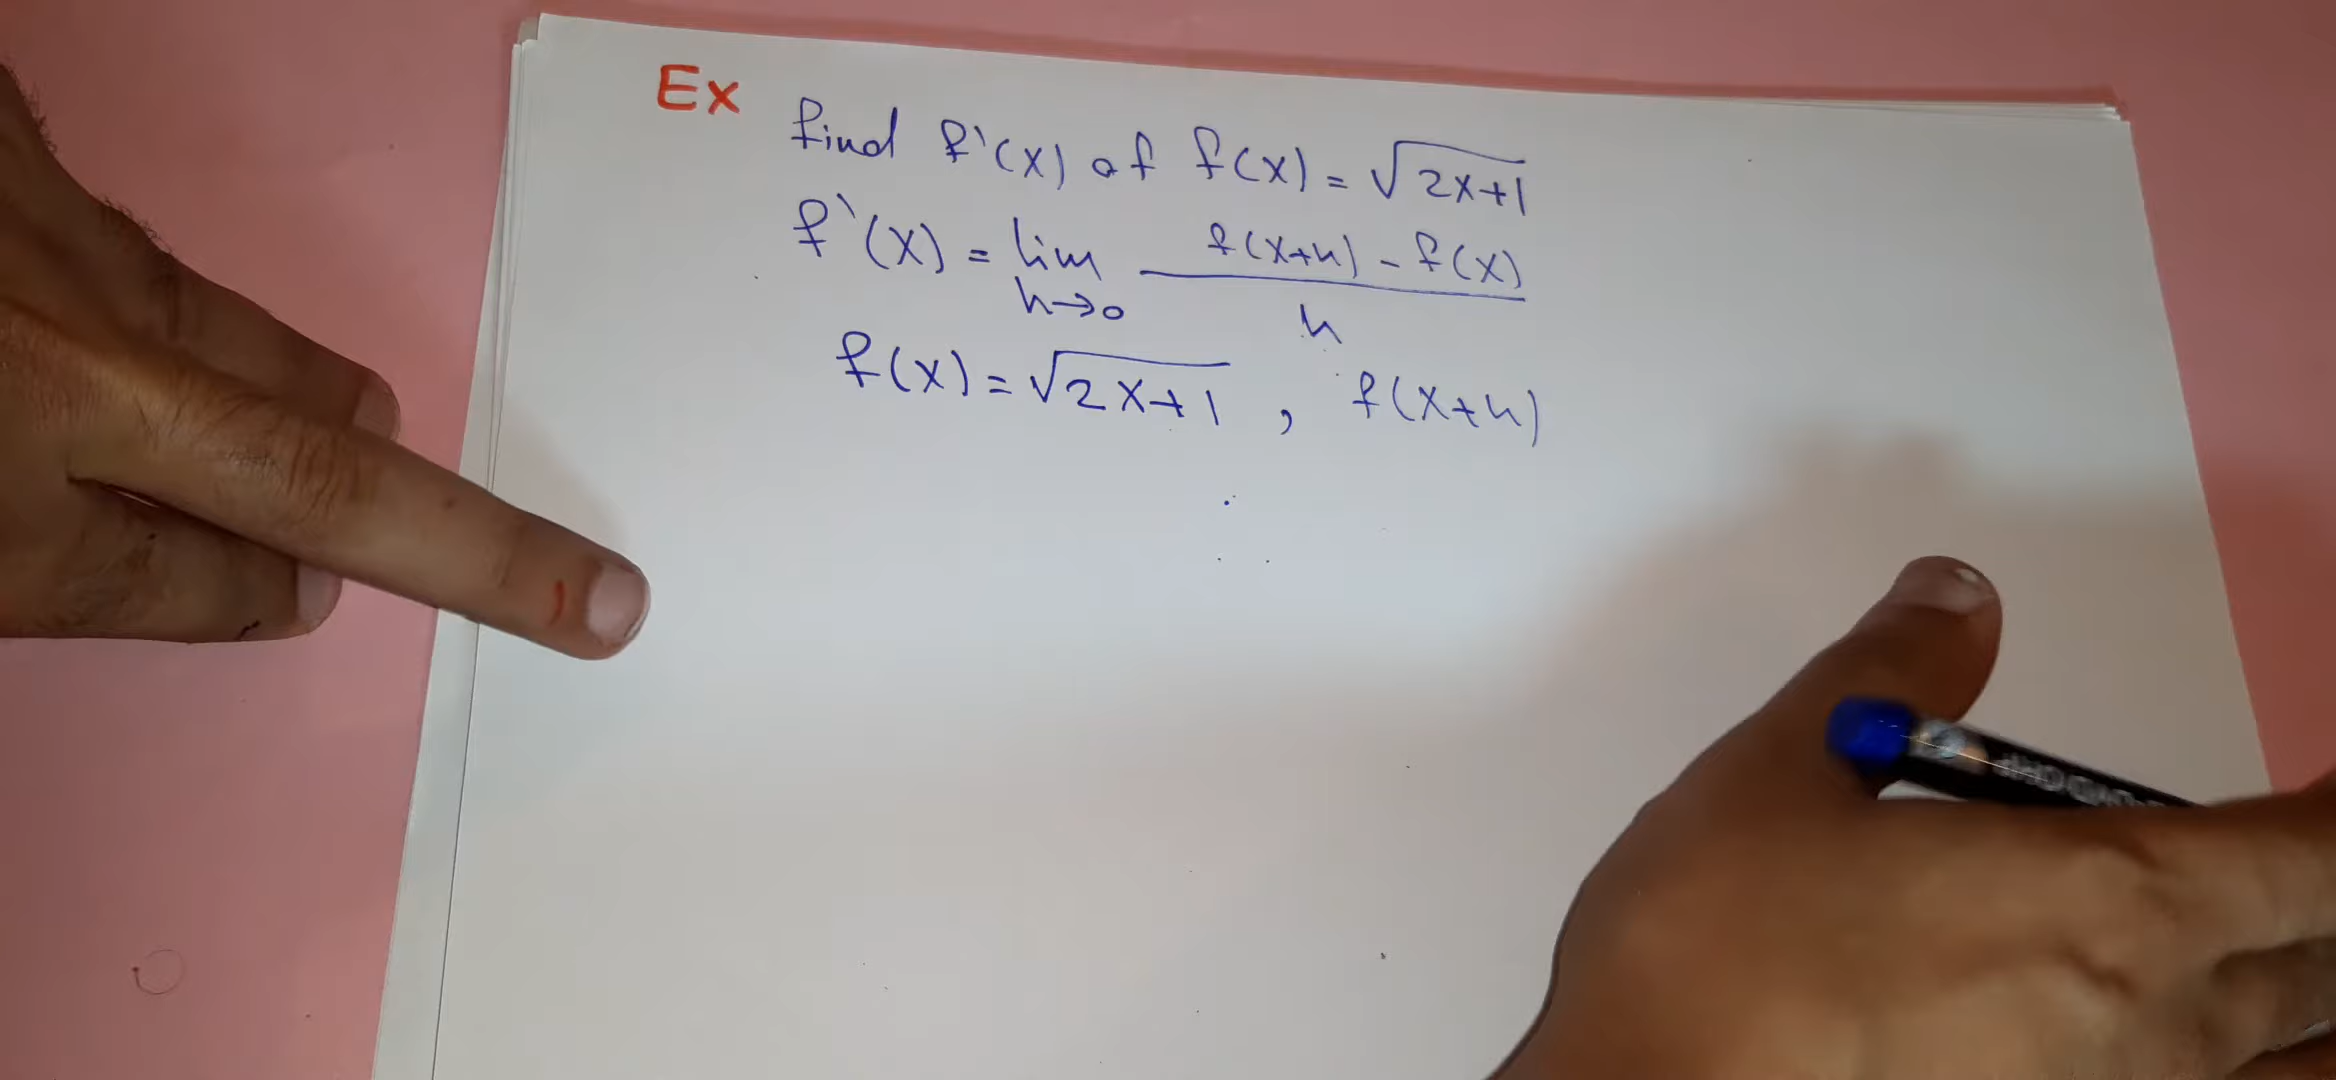 Ex find f'(x) of f(x) = √2x+1
f'(x) = lim h→0 f(x+h) - f(x) / h
f(x) = √2x+1 , f(x+h)